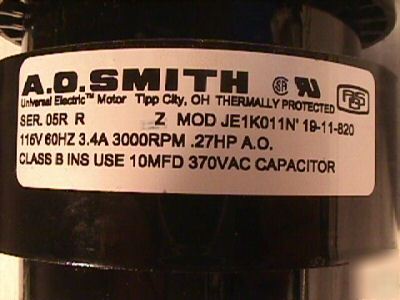 A.O.SMITH
Universal Electric™ Motor Tipp City, OH THERMALLY PROTECTED
SER. 05R R Z MOD JE1K011N' 19-11-820
115V 60HZ 3.4A 3000RPM .27HP A.O.
CLASS B INS USE 10MFD 370VAC CAPACITOR